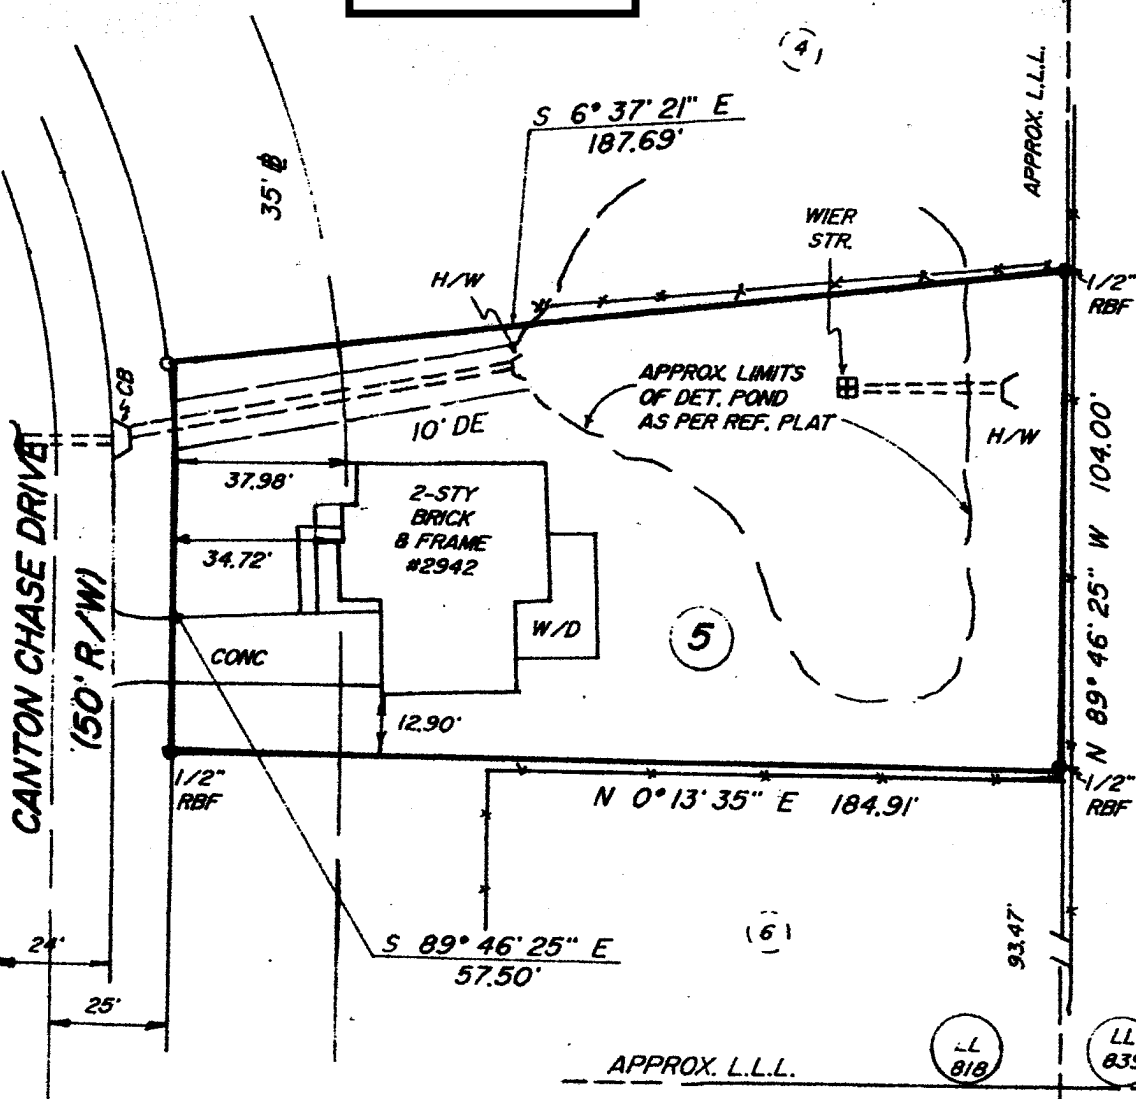 4
S 6° 37' 21" E
187.69'
APPROX. L.L.L.
35'
WIER
STR.
H/W
1/2"
RBF
CB
APPROX. LIMITS
OF DET. POND
AS PER REF. PLAT
10' DE
H/W
37.98'
2-STY
BRICK
& FRAME
#2942
34.72'
N 89° 46' 25" W 104.00'
CANTON CHASE DRIVE
(50' R/W)
5
W/D
CONC
12.90'
1/2"
RBF
1/2"
RBF
N 0° 13' 35" E 184.91'
24'
S 89° 46' 25" E
57.50'
6
93.47'
25'
APPROX. L.L.L.
LL
818
LL